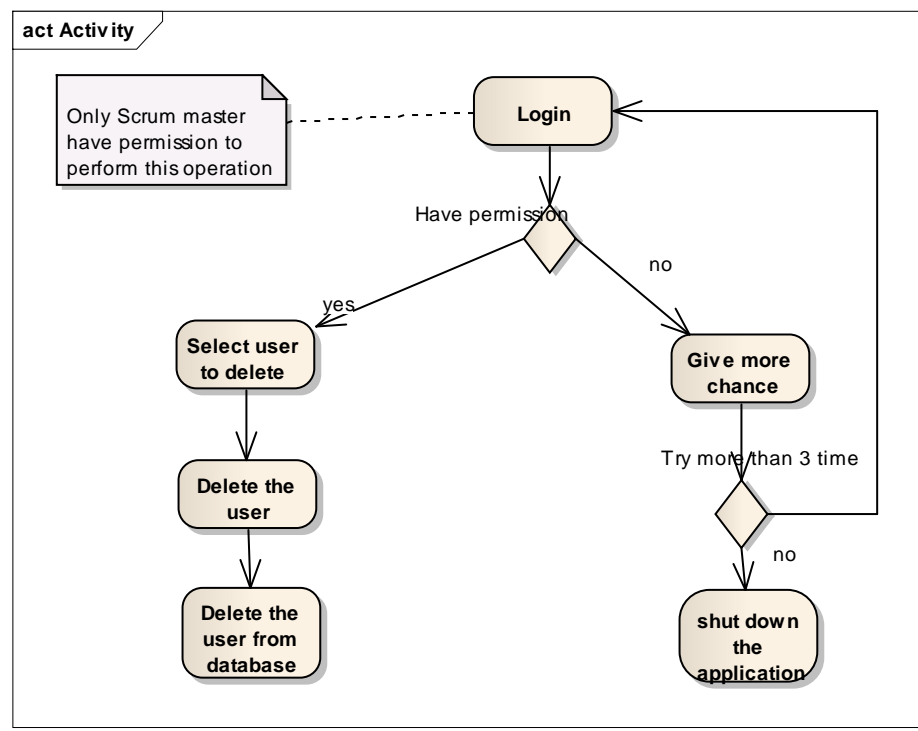 act Activity
Only Scrum master
have permission to
perform this operation
Login
Have permission
yes
no
Select user
to delete
Give more
chance
Delete the
user
Try more than 3 time
no
Delete the
user from
database
shut down
the
application